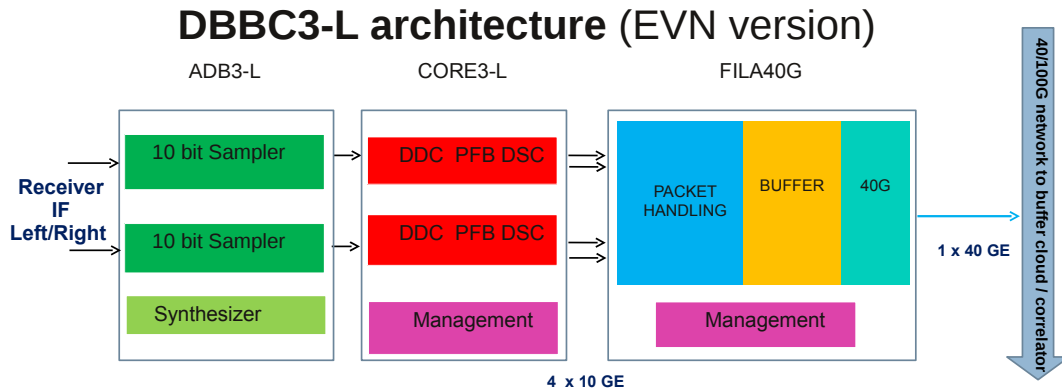 DBBC3-L architecture (EVN version)
ADB3-L
CORE3-L
FILA40G
10 bit Sampler
10 bit Sampler
Synthesizer
Receiver
IF
Left/Right
DDC PFB DSC
DDC PFB DSC
Management
4 x 10 GE
PACKET
HANDLING
BUFFER
40G
Management
1 x 40 GE
40/100G network to buffer cloud / correlator